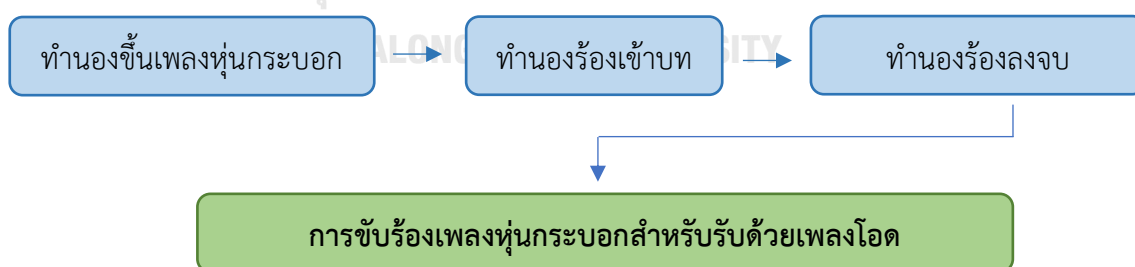 ทำนองขึ้นเพลงหุ่นกระบอก
ทำนองร้องเข้าบท
ทำนองร้องลงจบ
การขับร้องเพลงหุ่นกระบอกสำหรับรับด้วยเพลงโอด